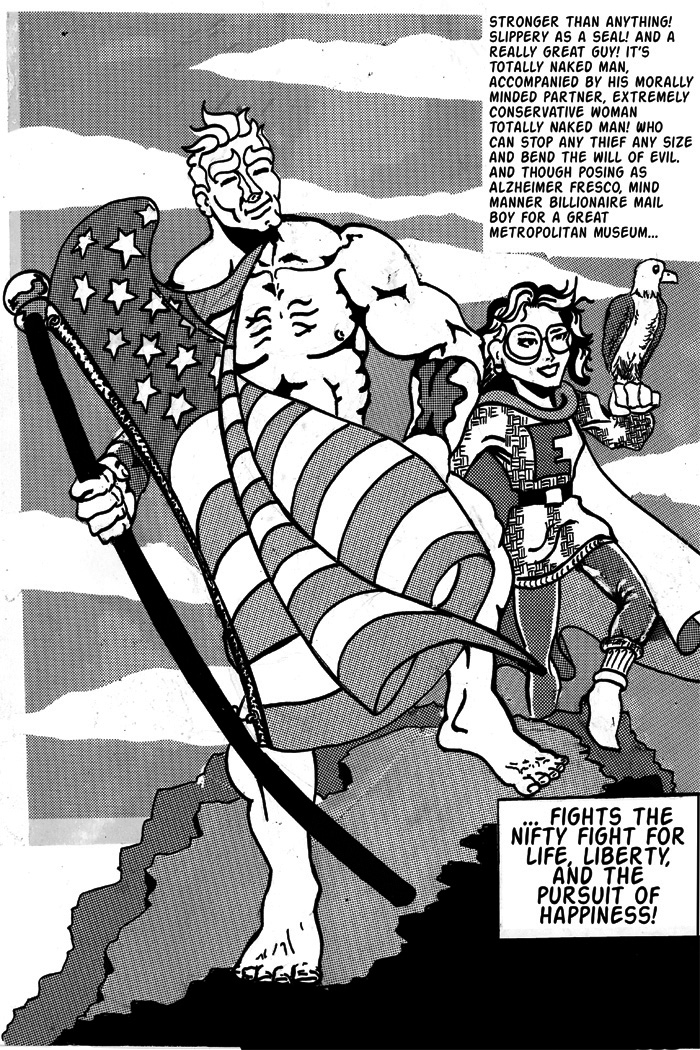 STRONGER THAN ANYTHING!
SLIPPERY AS A SEAL! AND A
REALLY GREAT GUY! IT'S
TOTALLY NAKED MAN,
ACCOMPANIED BY HIS MORALLY
MINDED PARTNER, EXTREMELY
CONSERVATIVE WOMAN
TOTALLY NAKED MAN! WHO
CAN STOP ANY THIEF ANY SIZE
AND BEND THE WILL OF EVIL.
AND THOUGH POSING AS
ALZHEIMER FRESCO, MIND
MANNER BILLIONAIRE MAIL
BOY FOR A GREAT
METROPOLITAN MUSEUM...
E
... FIGHTS THE
NIFTY FIGHT FOR
LIFE, LIBERTY,
AND THE
PURSUIT OF
HAPPINESS!